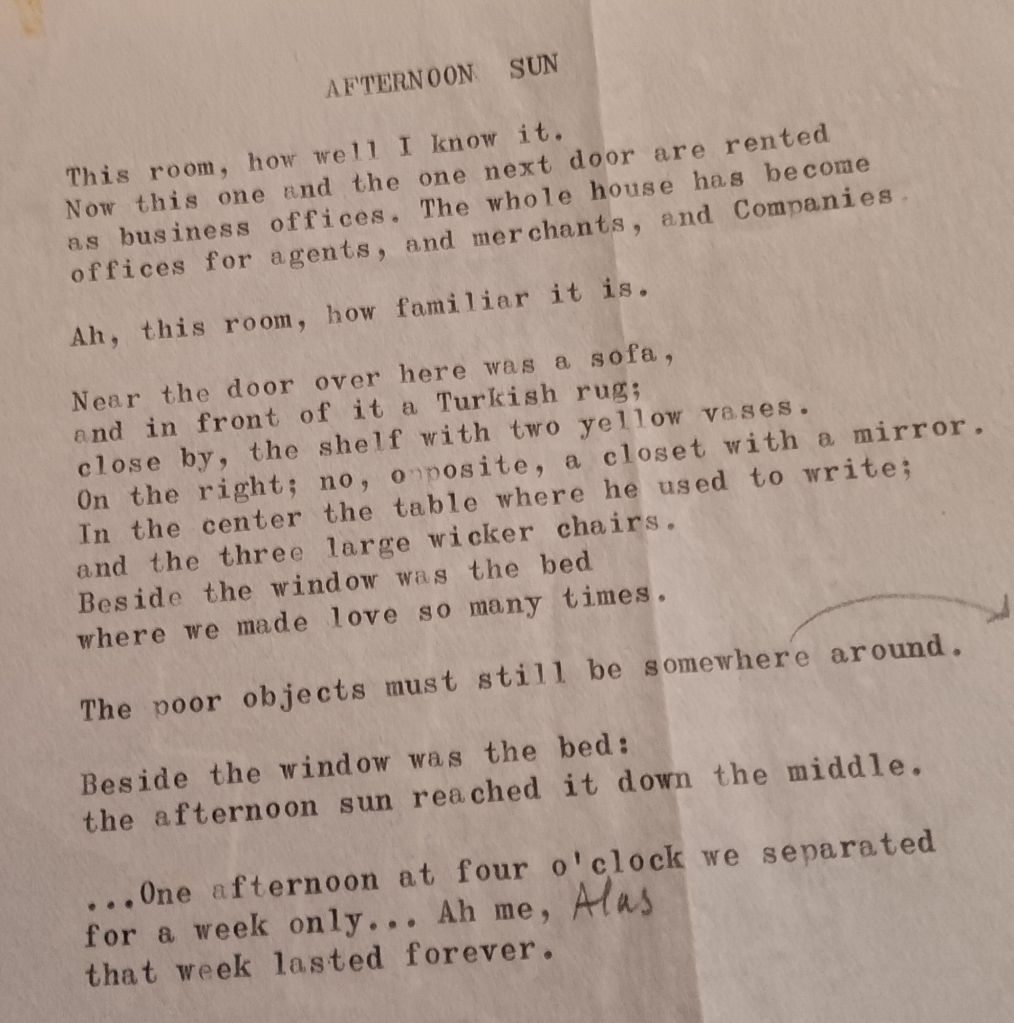 AFTERNOON SUN
This room, how well I know it.
Now this one and the one next door are rented
as business offices. The whole house has become
offices for agents, and merchants, and Companies.
Ah, this room, how familiar it is.
Near the door over here was a sofa,
and in front of it a Turkish rug;
close by, the shelf with two yellow vases.
On the right; no, opposite, a closet with a mirror.
In the center the table where he used to write;
and the three large wicker chairs.
Beside the window was the bed
where we made love so many times.
The poor objects must still be somewhere around.
Beside the window was the bed:
the afternoon sun reached it down the middle.
...One afternoon at four o'clock we separated
for a week only... Ah me, Alas
that week lasted forever.